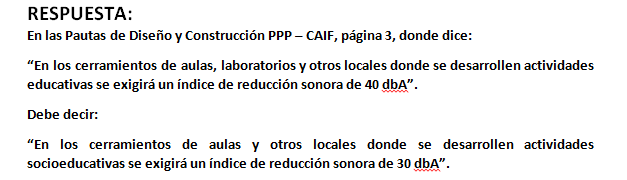 RESPUESTA:
En las Pautas de Diseño y Construcción PPP – CAIF, página 3, donde dice:
“En los cerramientos de aulas, laboratorios y otros locales donde se desarrollen actividades
educativas se exigirá un índice de reducción sonora de 40 dbA”.
Debe decir:
“En los cerramientos de aulas y otros locales donde se desarrollen actividades
socioeducativas se exigirá un índice de reducción sonora de 30 dbA”.